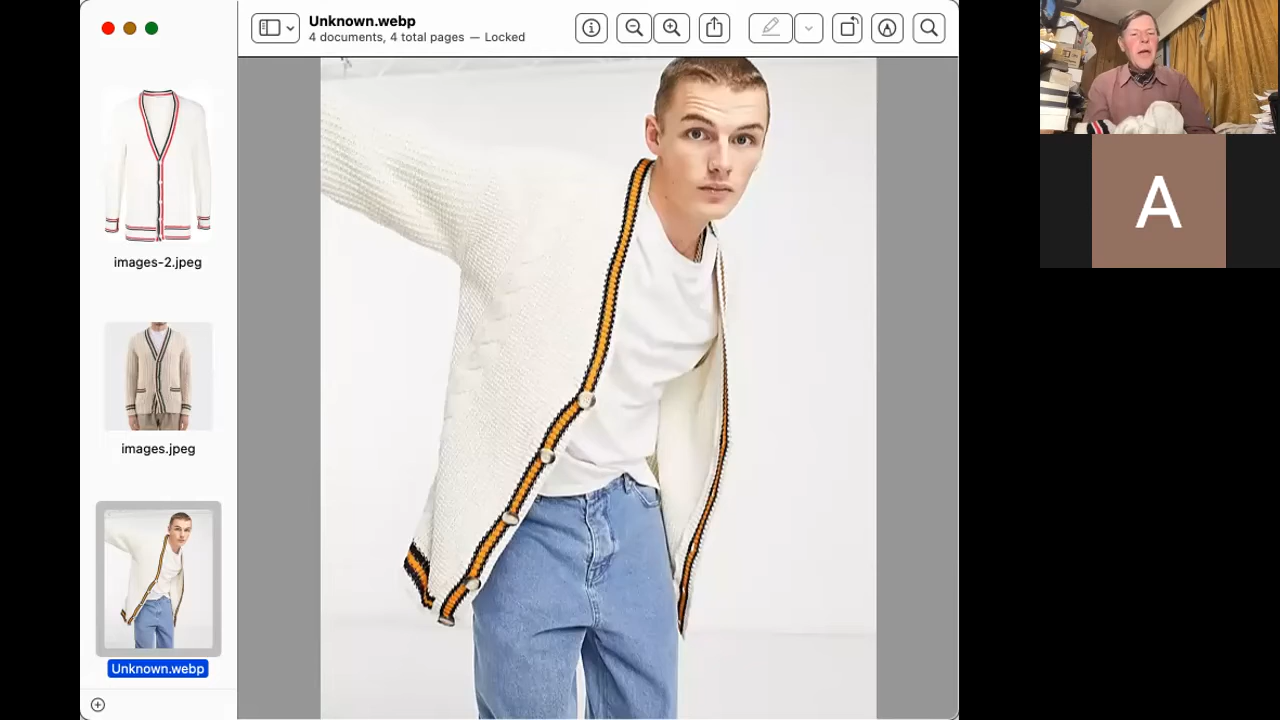 Unknown.webp
4 documents, 4 total pages — Locked
images-2.jpeg
images.jpeg
Unknown.webp
A